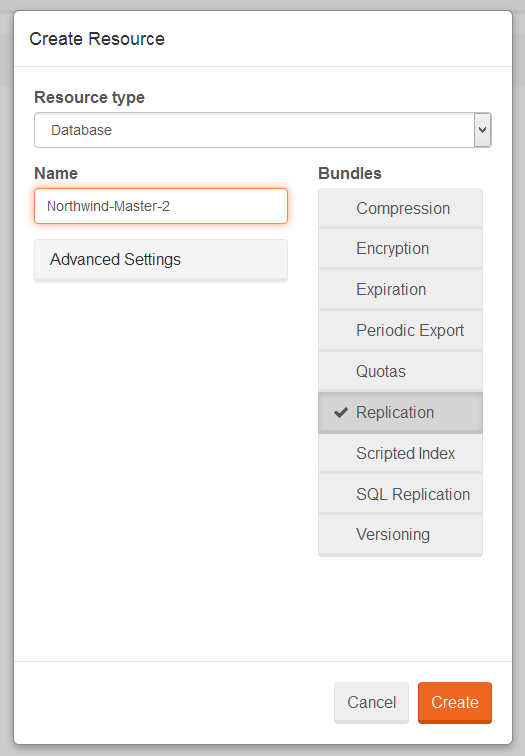 Create Resource
Resource type
Database
Name
Northwind-Master-2
Advanced Settings
Bundles
Compression
Encryption
Expiration
Periodic Export
Quotas
Replication
Scripted Index
SQL Replication
Versioning
Cancel
Create